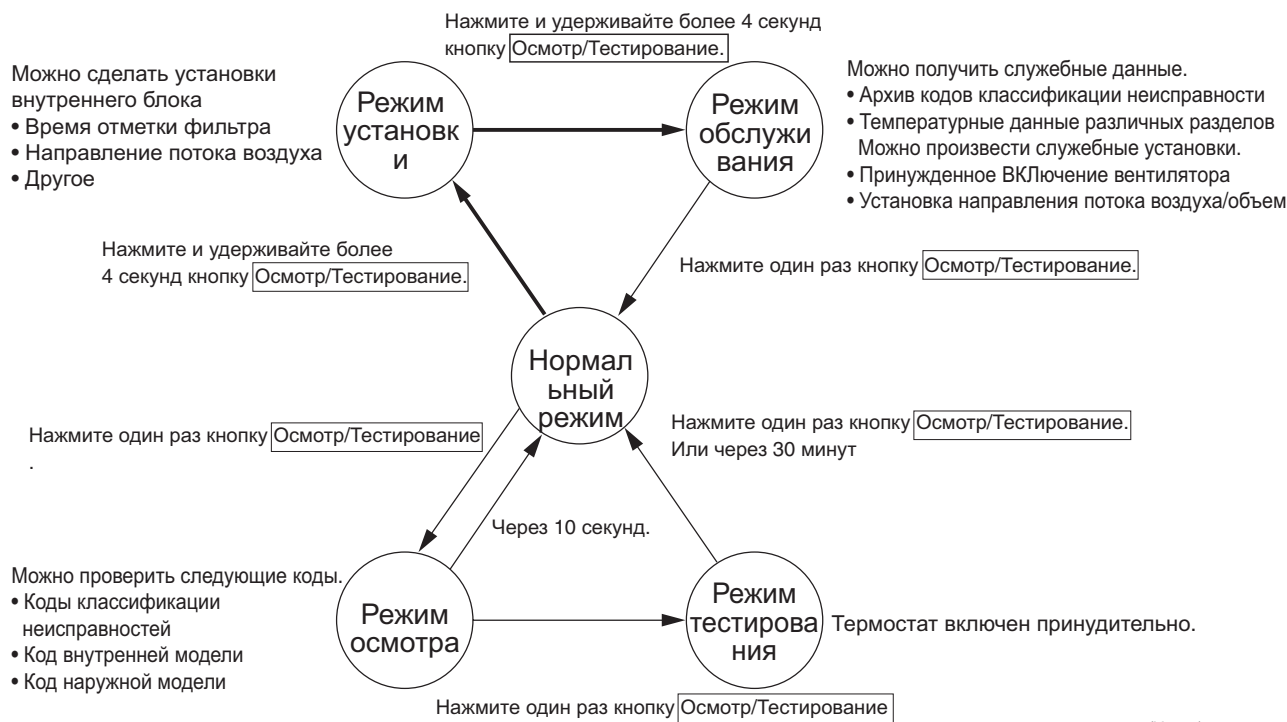 Нажмите и удерживайте более 4 секунд
кнопку Осмотр/Тестирование.
Можно сделать установки
внутреннего блока
• Время отметки фильтра
• Направление потока воздуха
• Другое
Режим
установк
и
Режим
обслужи
вания
Можно получить служебные данные.
• Архив кодов классификации неисправности
• Температурные данные различных разделов
Можно произвести служебные установки.
• Принужденное ВКЛючение вентилятора
• Установка направления потока воздуха/объем
Нажмите и удерживайте более
4 секунд кнопку Осмотр/Тестирование.
Нажмите один раз кнопку Осмотр/Тестирование.
Нормал
ьный
режим
Нажмите один раз кнопку Осмотр/Тестирование
.
Нажмите один раз кнопку Осмотр/Тестирование.
Или через 30 минут
Через 10 секунд.
Можно проверить следующие коды.
• Коды классификации
неисправностей
• Код внутренней модели
• Код наружной модели
Режим
осмотра
Режим
тестирова
ния
Термостат включен принудительно.
Нажмите один раз кнопку Осмотр/Тестирование